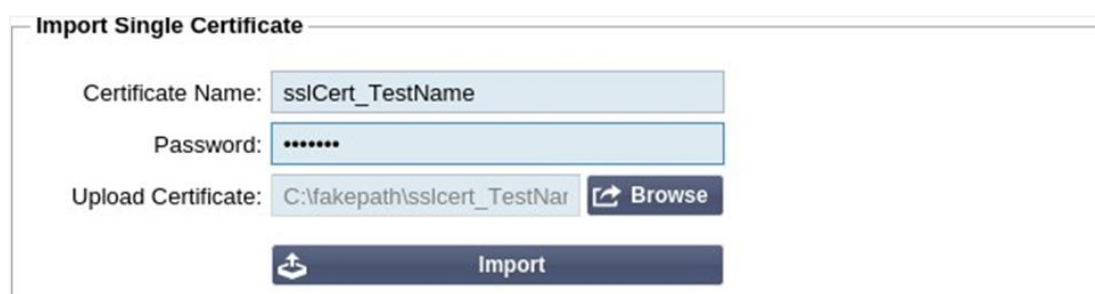 Import Single Certificate
Certificate Name: sslCert_TestName
Password: •••••••
Upload Certificate: C:\fakepath\sslcert_TestNar Browse
Import